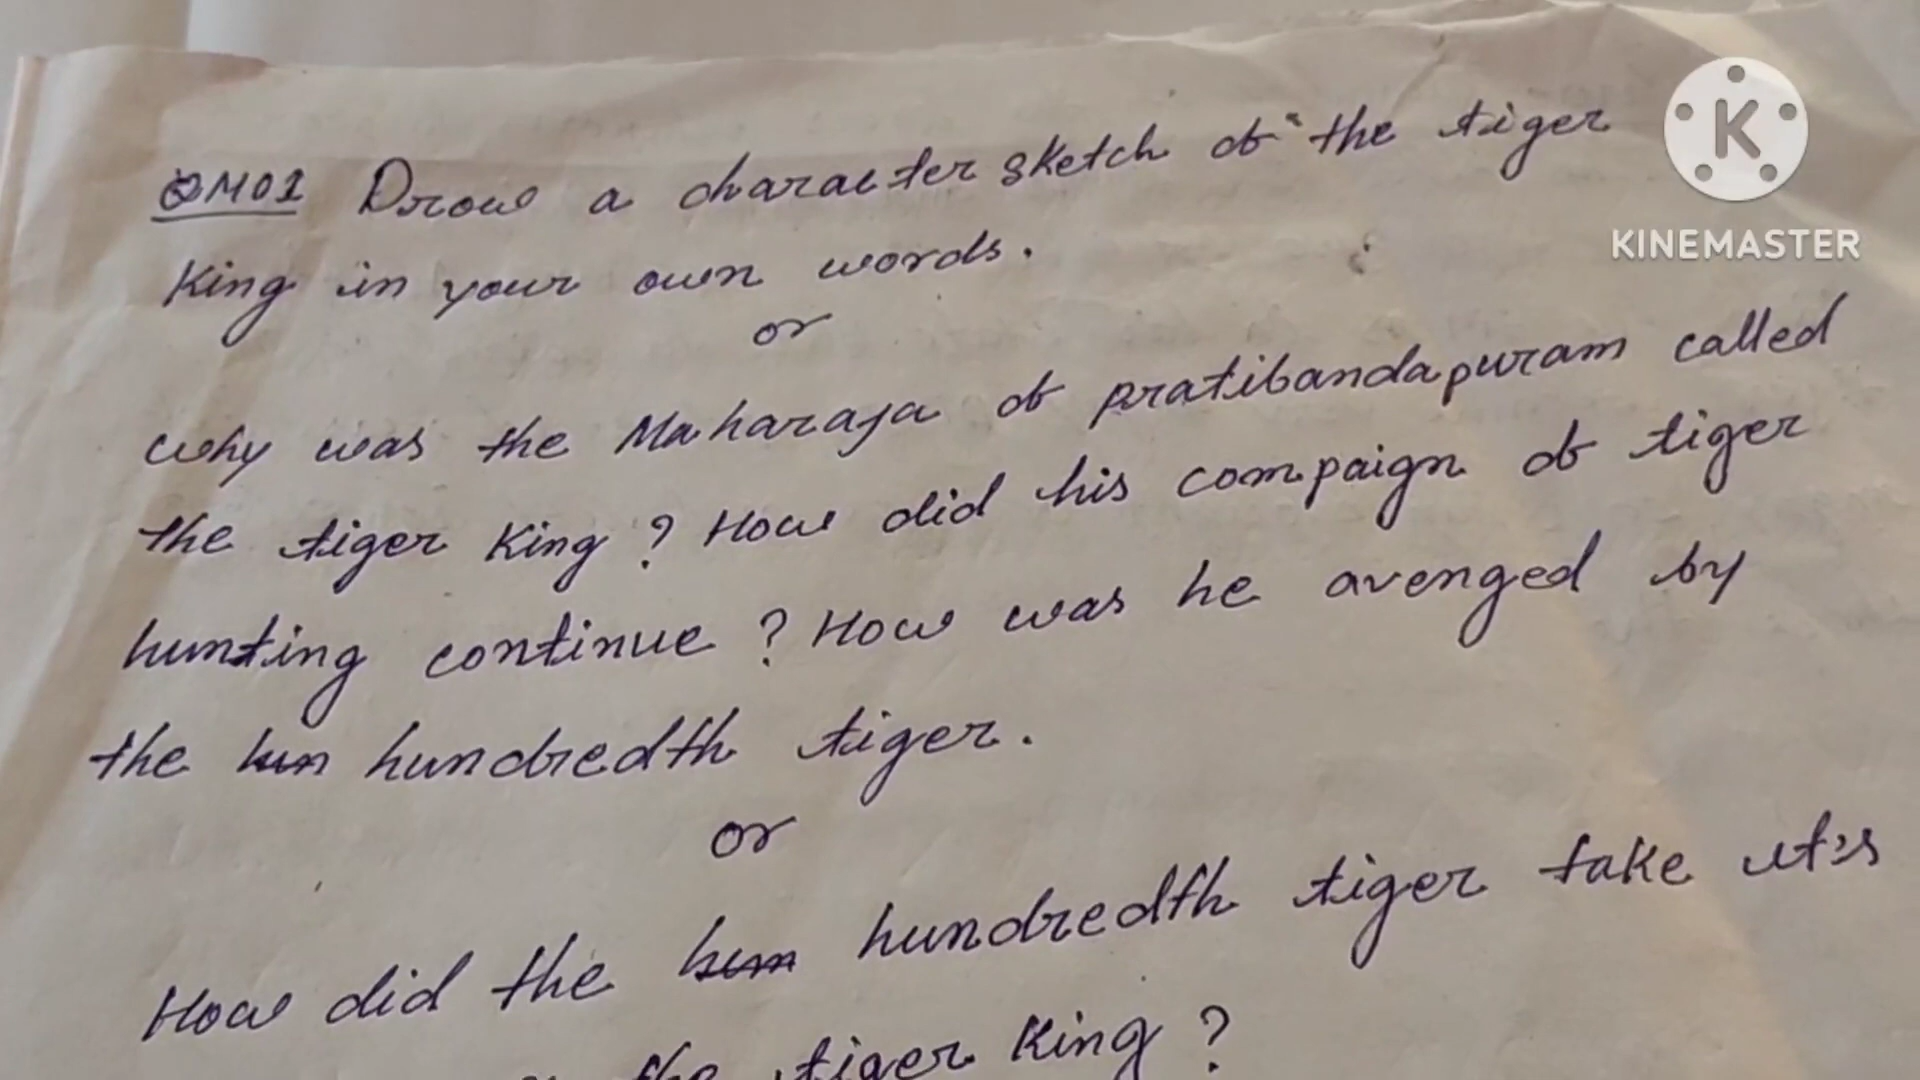 QM01 Draw a character sketch of the tiger
King in your own words.
or
Why was the Maharaja of pratibandapuram called
the tiger King? How did his compaign of tiger
hunting continue? How was he avenged by
the hun hundredth tiger.
or
How did the hun hundredth tiger take it's
the tiger King?
K
KINEMASTER